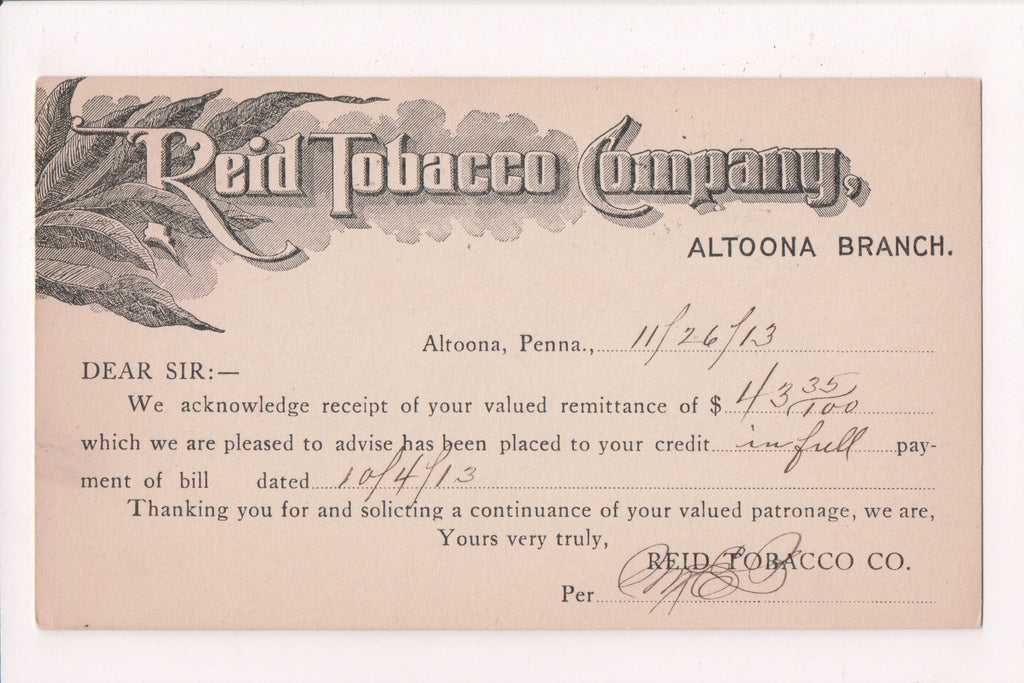 Reid Tobacco Company,
ALTOONA BRANCH.
Altoona, Penna., 11/26/13
DEAR SIR:—
We acknowledge receipt of your valued remittance of $ 43 35/100
which we are pleased to advise has been placed to your credit in full pay-
ment of bill dated 10/4/13
Thanking you for and solicting a continuance of your valued patronage, we are,
Yours very truly,
REID TOBACCO CO.
Per